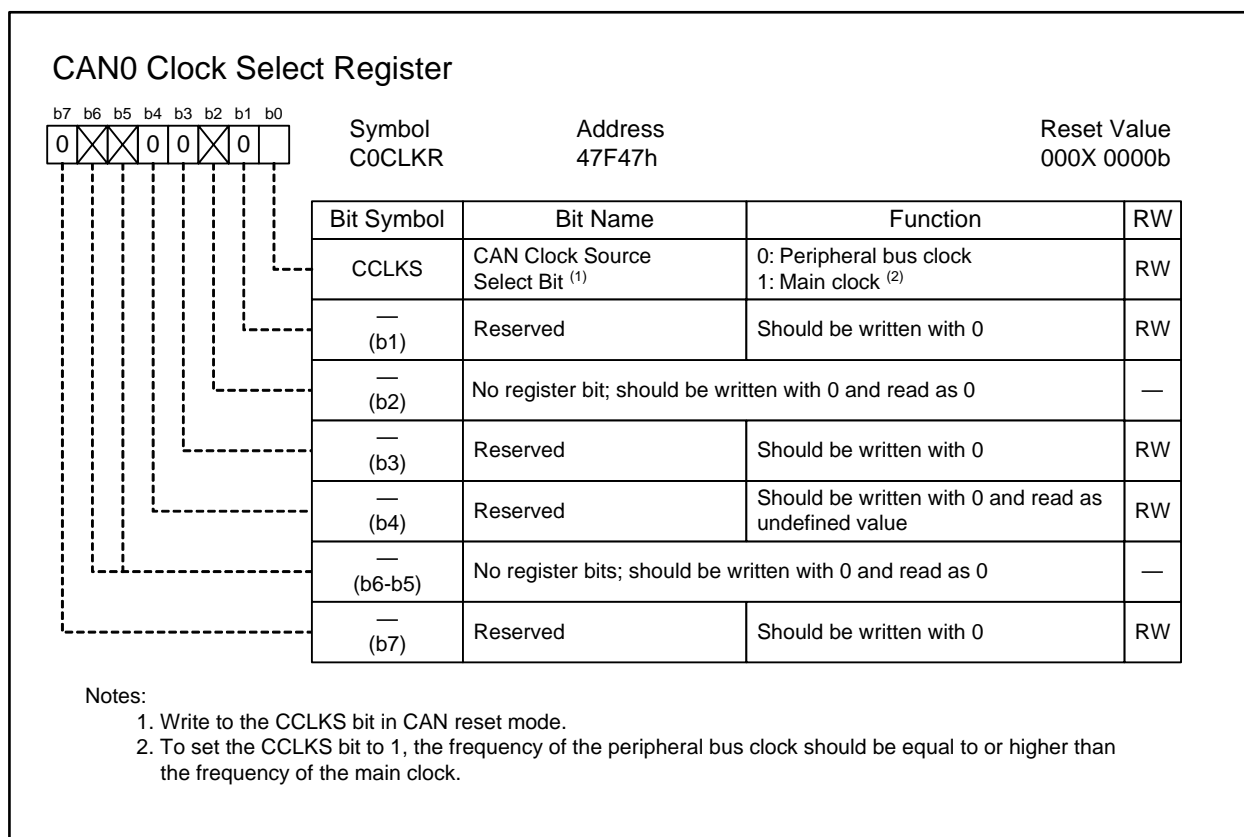 CAN0 Clock Select Register
b7 b6 b5 b4 b3 b2 b1 b0
0 0 0 0
Symbol Address Reset Value
C0CLKR 47F47h 000X 0000b
Bit Symbol Bit Name Function RW
CCLKS CAN Clock Source Select Bit (1) 0: Peripheral bus clock 1: Main clock (2) RW
— (b1) Reserved Should be written with 0 RW
— (b2) No register bit; should be written with 0 and read as 0 —
— (b3) Reserved Should be written with 0 RW
— (b4) Reserved Should be written with 0 and read as undefined value RW
— (b6-b5) No register bits; should be written with 0 and read as 0 —
— (b7) Reserved Should be written with 0 RW
Notes:
1. Write to the CCLKS bit in CAN reset mode.
2. To set the CCLKS bit to 1, the frequency of the peripheral bus clock should be equal to or higher than
the frequency of the main clock.